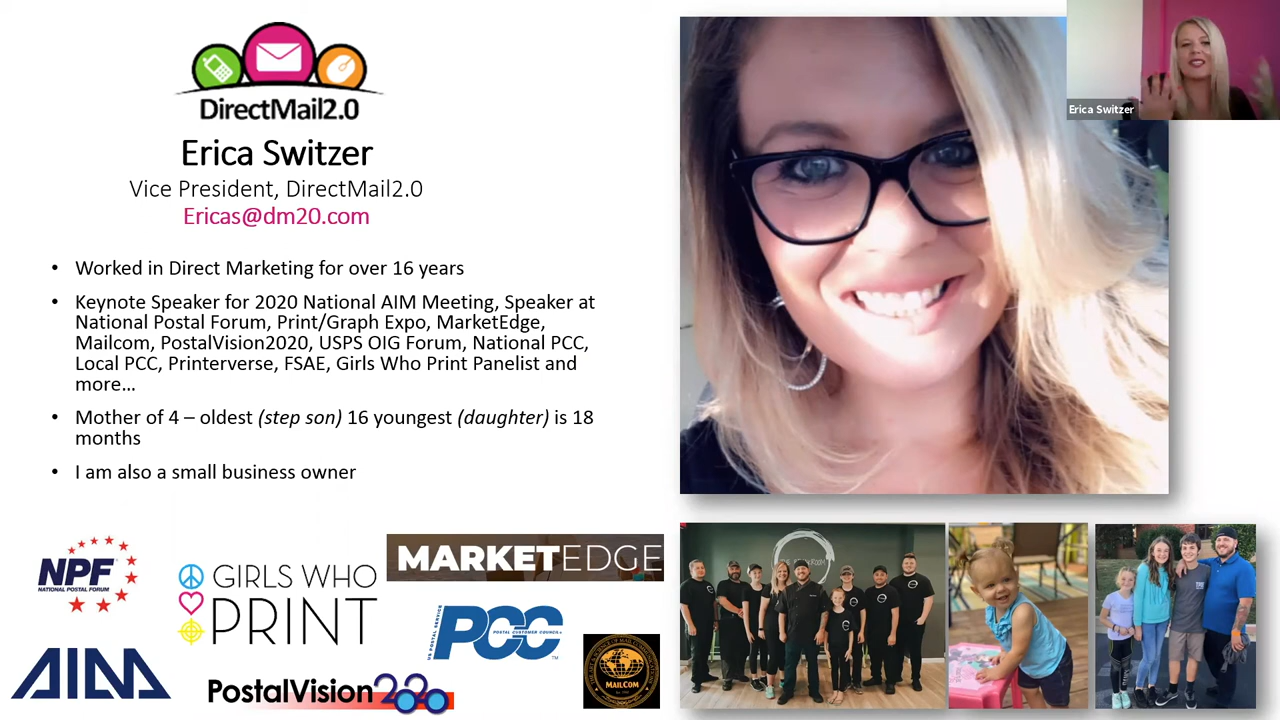 DirectMail2.0
Erica Switzer
Vice President, DirectMail2.0
Ericas@dm20.com
• Worked in Direct Marketing for over 16 years
• Keynote Speaker for 2020 National AIM Meeting, Speaker at
National Postal Forum, Print/Graph Expo, MarketEdge,
Mailcom, PostalVision2020, USPS OIG Forum, National PCC,
Local PCC, Printerverse, FSAE, Girls Who Print Panelist and
more…
• Mother of 4 – oldest (step son) 16 youngest (daughter) is 18
months
• I am also a small business owner
Erica Switzer
NPF
NATIONAL POSTAL FORUM
GIRLS WHO
PRINT
MARKETEDGE
US POSTAL SERVICE
PCC
POSTAL CUSTOMER COUNCIL
TM
AIM
PostalVision2020
MAILCOM